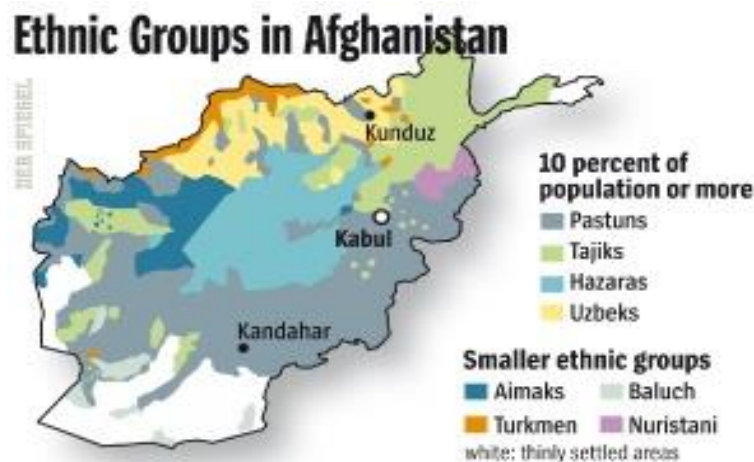 Ethnic Groups in Afghanistan
DER SPIEGEL
Kunduz
Kabul
Kandahar
10 percent of
population or more
Pastuns
Tajiks
Hazaras
Uzbeks
Smaller ethnic groups
Aimaks
Baluch
Turkmen
Nuristani
white: thinly settled areas